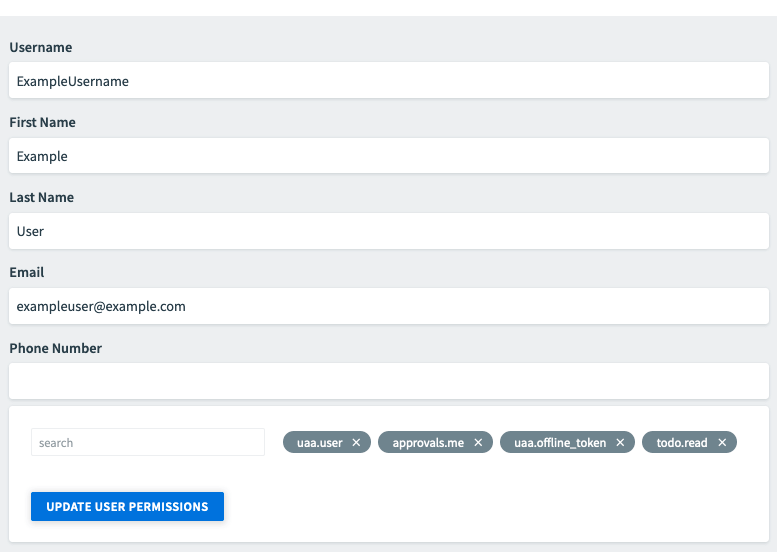 Username
ExampleUsername
First Name
Example
Last Name
User
Email
exampleuser@example.com
Phone Number
search uaa.user × approvals.me × uaa.offline_token × todo.read ×
UPDATE USER PERMISSIONS